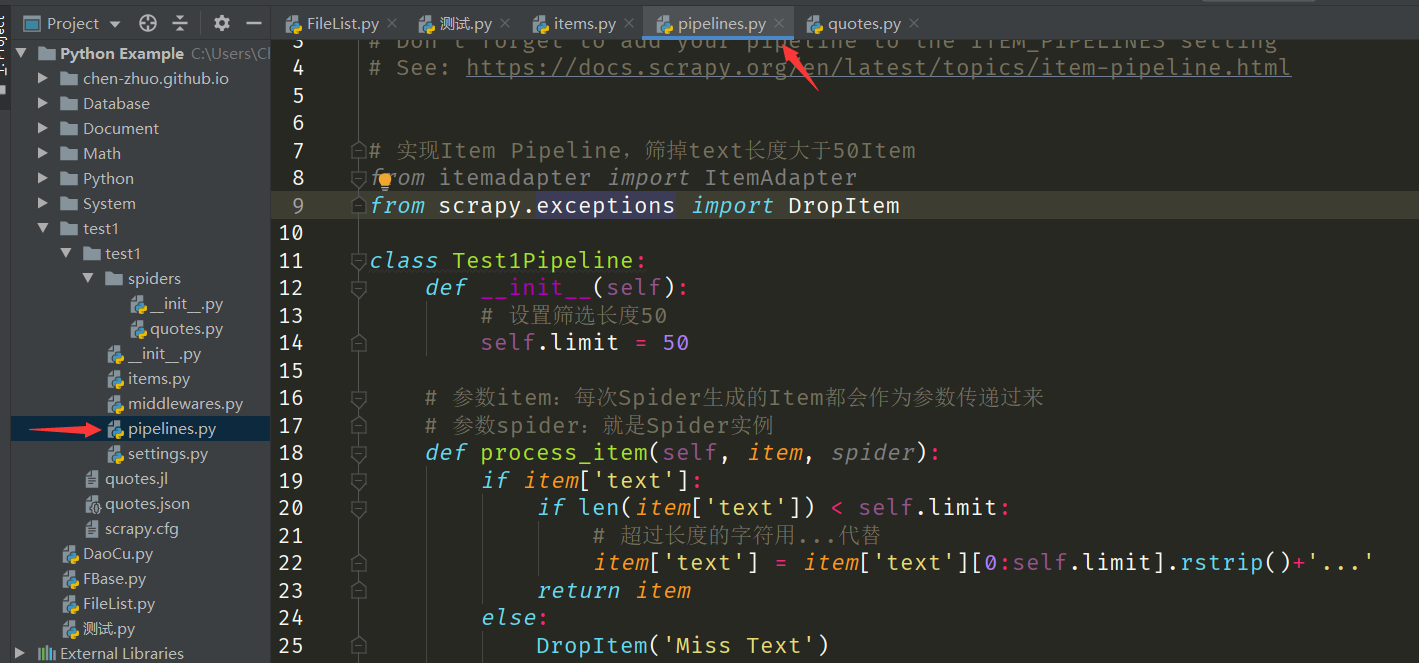 Project
FileList.py
测试.py
items.py
pipelines.py
quotes.py
Project
Python Example C:\Users\Cl
chen-zhuo.github.io
Database
Document
Math
Python
System
test1
test1
spiders
__init__.py
quotes.py
__init__.py
items.py
middlewares.py
pipelines.py
settings.py
quotes.jl
quotes.json
scrapy.cfg
DaoCu.py
FBase.py
FileList.py
测试.py
External Libraries
3 # Don't forget to add your pipeline to the ITEM_PIPELINES setting
4 # See: https://docs.scrapy.org/en/latest/topics/item-pipeline.html
5
6
7 # 实现Item Pipeline，筛掉text长度大于50Item
8 from itemadapter import ItemAdapter
9 from scrapy.exceptions import DropItem
10
11 class Test1Pipeline:
12 def __init__(self):
13 # 设置筛选长度50
14 self.limit = 50
15
16 # 参数item：每次Spider生成的Item都会作为参数传递过来
17 # 参数spider：就是Spider实例
18 def process_item(self, item, spider):
19 if item['text']:
20 if len(item['text']) < self.limit:
21 # 超过长度的字符用...代替
22 item['text'] = item['text'][0:self.limit].rstrip()+'...'
23 return item
24 else:
25 DropItem('Miss Text')